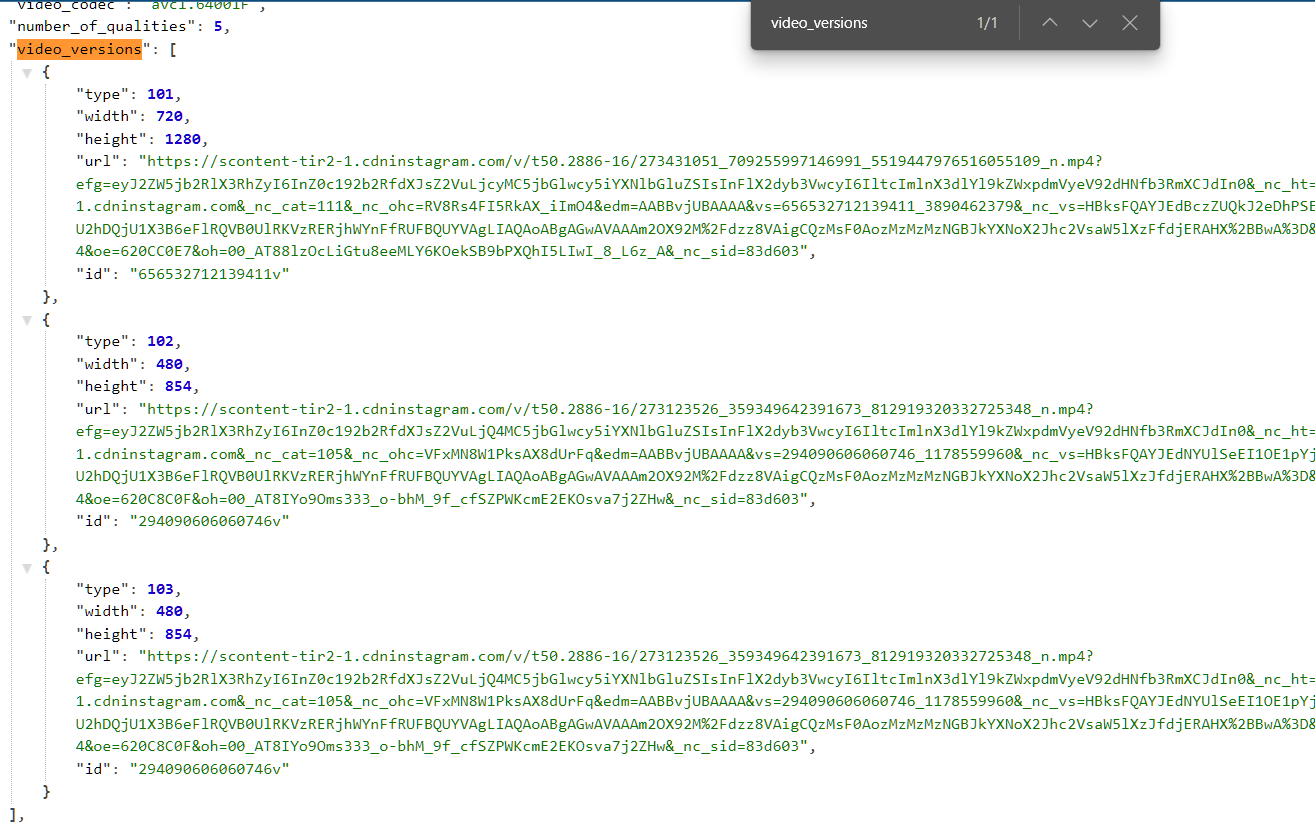 "video_codec": "avc1.64001F",
"number_of_qualities": 5,
"video_versions": [
video_versions 1/1
{
"type": 101,
"width": 720,
"height": 1280,
"url": "https://scontent-tir2-1.cdninstagram.com/v/t50.2886-16/273431051_709255997146991_5519447976516055109_n.mp4?
efg=eyJ2ZW5jb2RlX3RhZyI6InZ0c192b2RfdXJsZ2VuLjcyMC5jbGlwcy5iYXNlbGluZSIsInFlX2dyb3VwcyI6IltcImlnX3dlYl9kZWxpdmVyeV92dHNfb3RmXCJdIn0&_nc_ht=
1.cdninstagram.com&_nc_cat=111&_nc_ohc=RV8Rs4FI5RkAX_iImO4&edm=AABBvjUBAAAA&vs=656532712139411_3890462379&_nc_vs=HBksFQAYJEdBczZUQkJ2eDhPSE
U2hDQjU1X3B6eFlRQVB0UlRKVzRERjhWYnFfRUFBQUYVAgLIAQAoABgAGwAVAAAm2OX92M%2Fdzz8VAigCQzMsF0AozMzMzMzNGBJkYXNoX2Jhc2VsaW5lXzFfdjERAHX%2BBwA%3D&
4&oe=620CC0E7&oh=00_AT88lzOcLiGtu8eeMLY6KOekSB9bPXQhI5LIwI_8_L6z_A&_nc_sid=83d603",
"id": "656532712139411v"
},
{
"type": 102,
"width": 480,
"height": 854,
"url": "https://scontent-tir2-1.cdninstagram.com/v/t50.2886-16/273123526_359349642391673_812919320332725348_n.mp4?
efg=eyJ2ZW5jb2RlX3RhZyI6InZ0c192b2RfdXJsZ2VuLjQ4MC5jbGlwcy5iYXNlbGluZSIsInFlX2dyb3VwcyI6IltcImlnX3dlYl9kZWxpdmVyeV92dHNfb3RmXCJdIn0&_nc_ht=
1.cdninstagram.com&_nc_cat=105&_nc_ohc=VFxMN8W1PksAX8dUrFq&edm=AABBvjUBAAAA&vs=294090606060746_1178559960&_nc_vs=HBksFQAYJEdNYUlSeEI1OE1pYj
U2hDQjU1X3B6eFlRQVB0UlRKVzRERjhWYnFfRUFBQUYVAgLIAQAoABgAGwAVAAAm2OX92M%2Fdzz8VAigCQzMsF0AozMzMzMzNGBJkYXNoX2Jhc2VsaW5lXzJfdjERAHX%2BBwA%3D&
4&oe=620C8C0F&oh=00_AT8IYo9Oms333_o-bhM_9f_cfSZPWKcmE2EKOsva7j2ZHw&_nc_sid=83d603",
"id": "294090606060746v"
},
{
"type": 103,
"width": 480,
"height": 854,
"url": "https://scontent-tir2-1.cdninstagram.com/v/t50.2886-16/273123526_359349642391673_812919320332725348_n.mp4?
efg=eyJ2ZW5jb2RlX3RhZyI6InZ0c192b2RfdXJsZ2VuLjQ4MC5jbGlwcy5iYXNlbGluZSIsInFlX2dyb3VwcyI6IltcImlnX3dlYl9kZWxpdmVyeV92dHNfb3RmXCJdIn0&_nc_ht=
1.cdninstagram.com&_nc_cat=105&_nc_ohc=VFxMN8W1PksAX8dUrFq&edm=AABBvjUBAAAA&vs=294090606060746_1178559960&_nc_vs=HBksFQAYJEdNYUlSeEI1OE1pYj
U2hDQjU1X3B6eFlRQVB0UlRKVzRERjhWYnFfRUFBQUYVAgLIAQAoABgAGwAVAAAm2OX92M%2Fdzz8VAigCQzMsF0AozMzMzMzNGBJkYXNoX2Jhc2VsaW5lXzJfdjERAHX%2BBwA%3D&
4&oe=620C8C0F&oh=00_AT8IYo9Oms333_o-bhM_9f_cfSZPWKcmE2EKOsva7j2ZHw&_nc_sid=83d603",
"id": "294090606060746v"
}
],